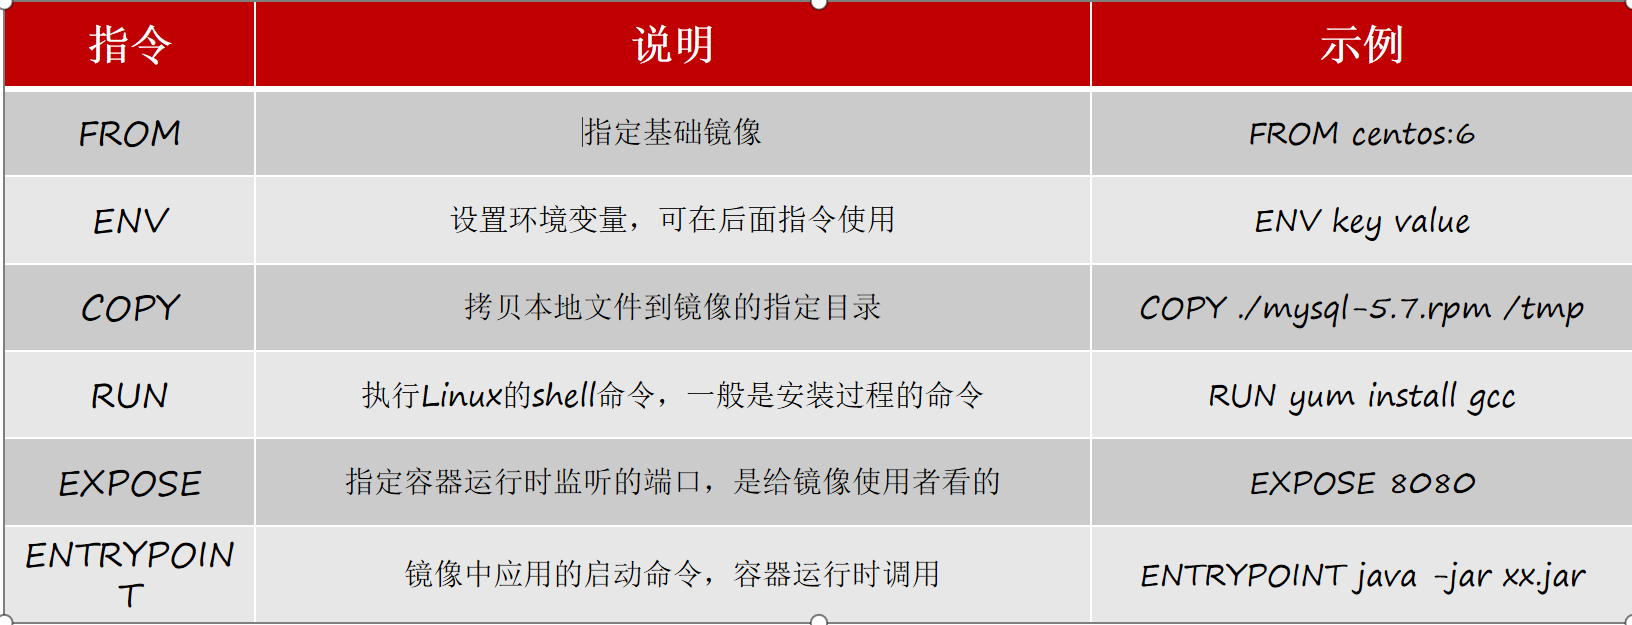 指令 说明 示例
FROM 指定基础镜像 FROM centos:6
ENV 设置环境变量，可在后面指令使用 ENV key value
COPY 拷贝本地文件到镜像的指定目录 COPY ./mysql-5.7.rpm /tmp
RUN 执行Linux的shell命令，一般是安装过程的命令 RUN yum install gcc
EXPOSE 指定容器运行时监听的端口，是给镜像使用者看的 EXPOSE 8080
ENTRYPOIN
T 镜像中应用的启动命令，容器运行时调用 ENTRYPOINT java -jar xx.jar